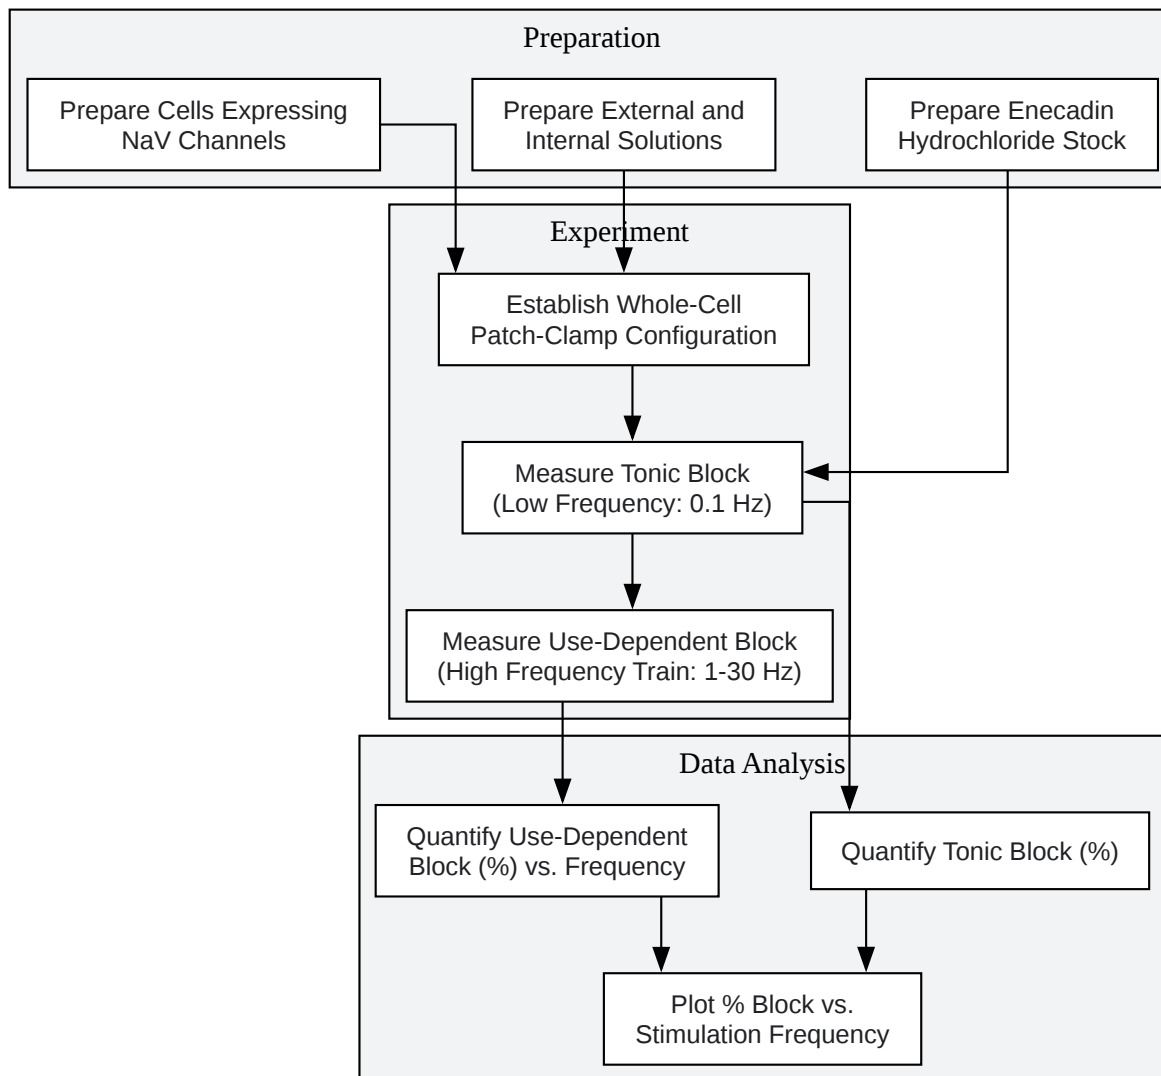 Preparation
Prepare Cells Expressing
NaV Channels
Prepare External and
Internal Solutions
Prepare Enecadin
Hydrochloride Stock
Experiment
Establish Whole-Cell
Patch-Clamp Configuration
Measure Tonic Block
(Low Frequency: 0.1 Hz)
Measure Use-Dependent Block
(High Frequency Train: 1-30 Hz)
Data Analysis
Quantify Use-Dependent
Block (%) vs. Frequency
Quantify Tonic Block (%)
Plot % Block vs.
Stimulation Frequency